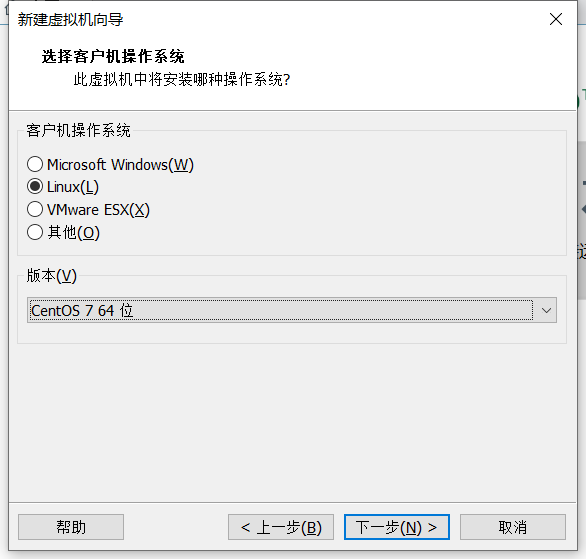 新建虚拟机向导
选择客户机操作系统
此虚拟机中将安装哪种操作系统?
客户机操作系统
Microsoft Windows(W)
Linux(L)
VMware ESX(X)
其他(O)
版本(V)
CentOS 7 64 位
帮助
< 上一步(B)
下一步(N) >
取消